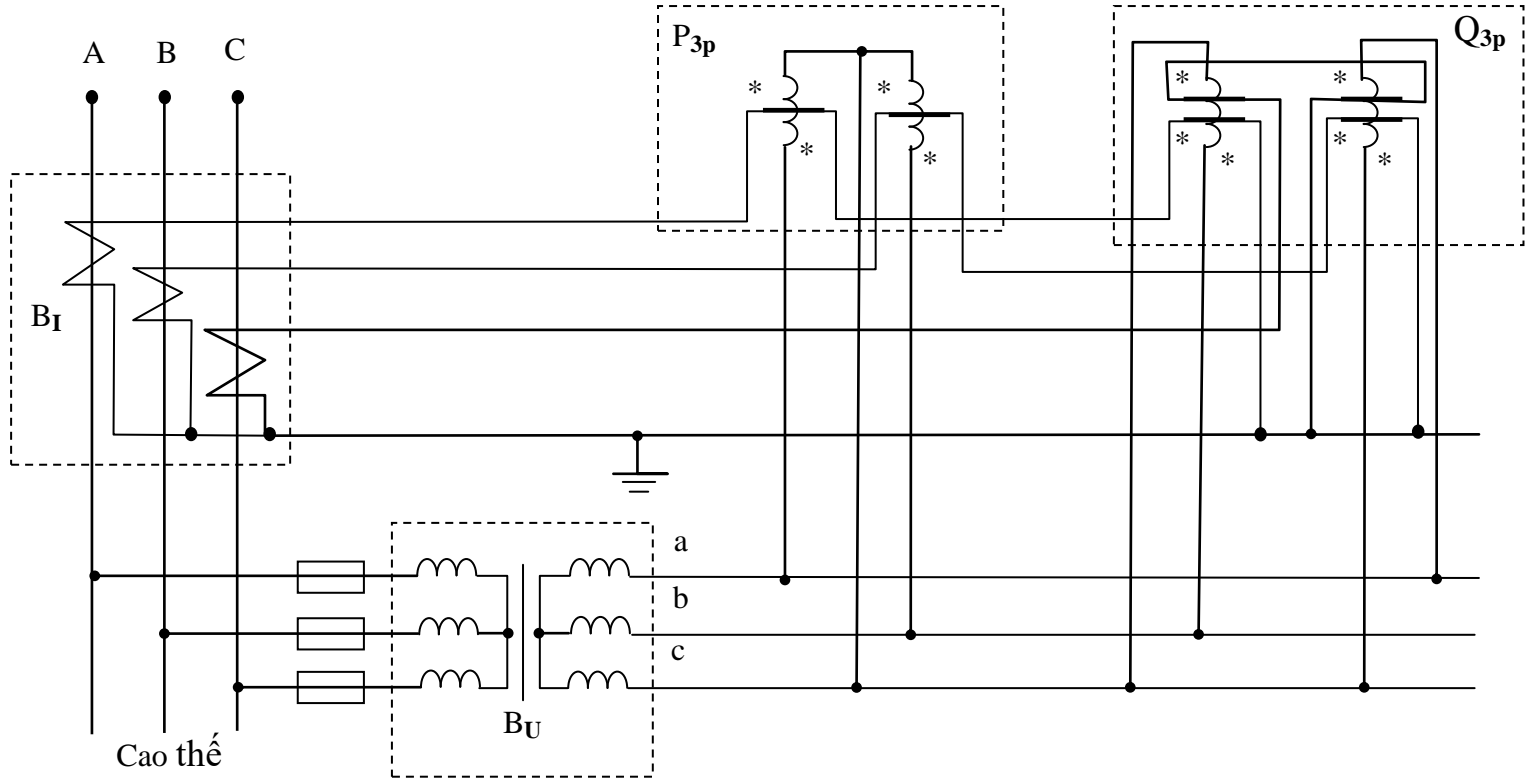 A B C
P3p
Q3p
* *
* *
* *
* * * *
BI
a
b
c
BU
Cao thế